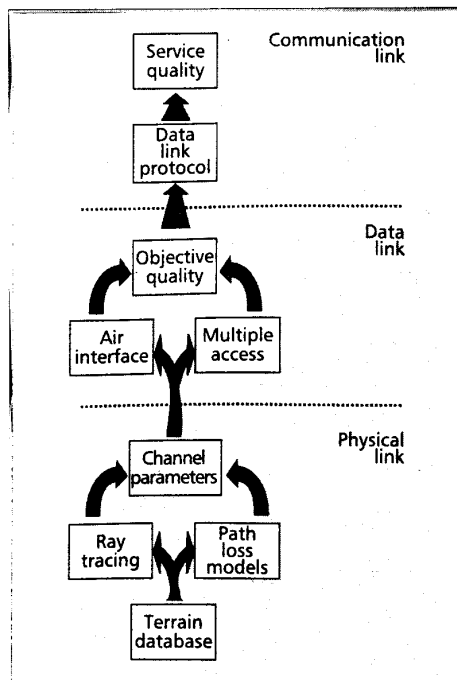 Communication
link
Service
quality
Data
link
protocol
Data
link
Objective
quality
Air
interface
Multiple
access
Physical
link
Channel
parameters
Ray
tracing
Path
loss
models
Terrain
database